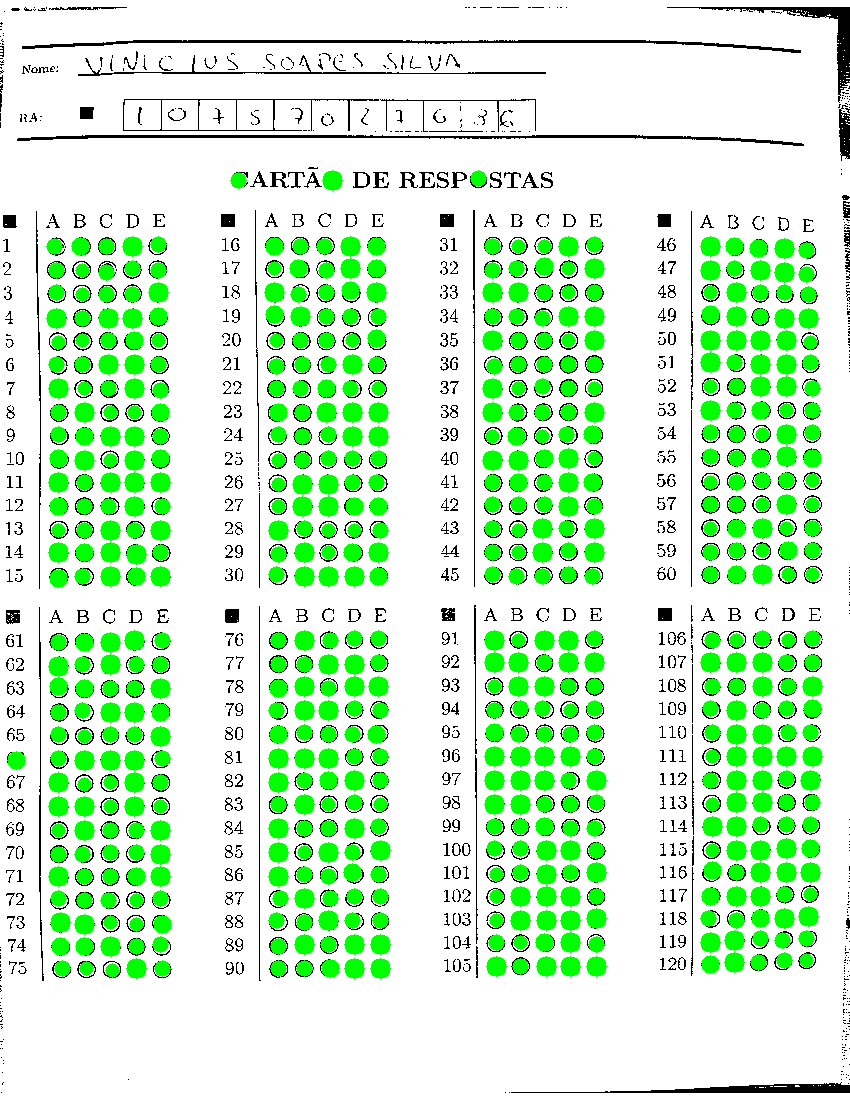 Nome: VINICIUS SOARES SILVA
RA: 1 0 7 5 7 0 2 7 6 3 6
CARTÃO DE RESPOSTAS
A B C D E A B C D E A B C D E A B C D E
1 16 31 46
2 17 32 47
3 18 33 48
4 19 34 49
5 20 35 50
6 21 36 51
7 22 37 52
8 23 38 53
9 24 39 54
10 25 40 55
11 26 41 56
12 27 42 57
13 28 43 58
14 29 44 59
15 30 45 60
A B C D E A B C D E A B C D E A B C D E
61 76 91 106
62 77 92 107
63 78 93 108
64 79 94 109
65 80 95 110
81 96 111
67 82 97 112
68 83 98 113
69 84 99 114
70 85 100 115
71 86 101 116
72 87 102 117
73 88 103 118
74 89 104 119
75 90 105 120